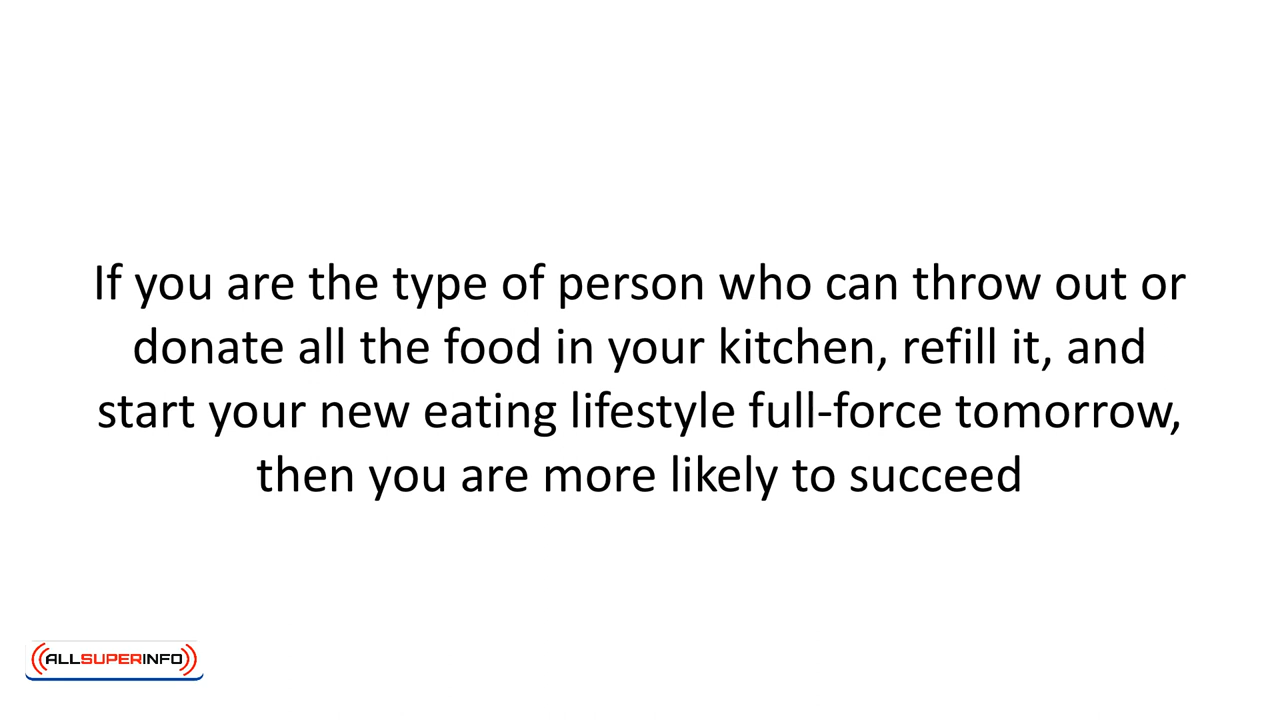 If you are the type of person who can throw out or
donate all the food in your kitchen, refill it, and
start your new eating lifestyle full-force tomorrow,
then you are more likely to succeed
ALLSUPERINFO